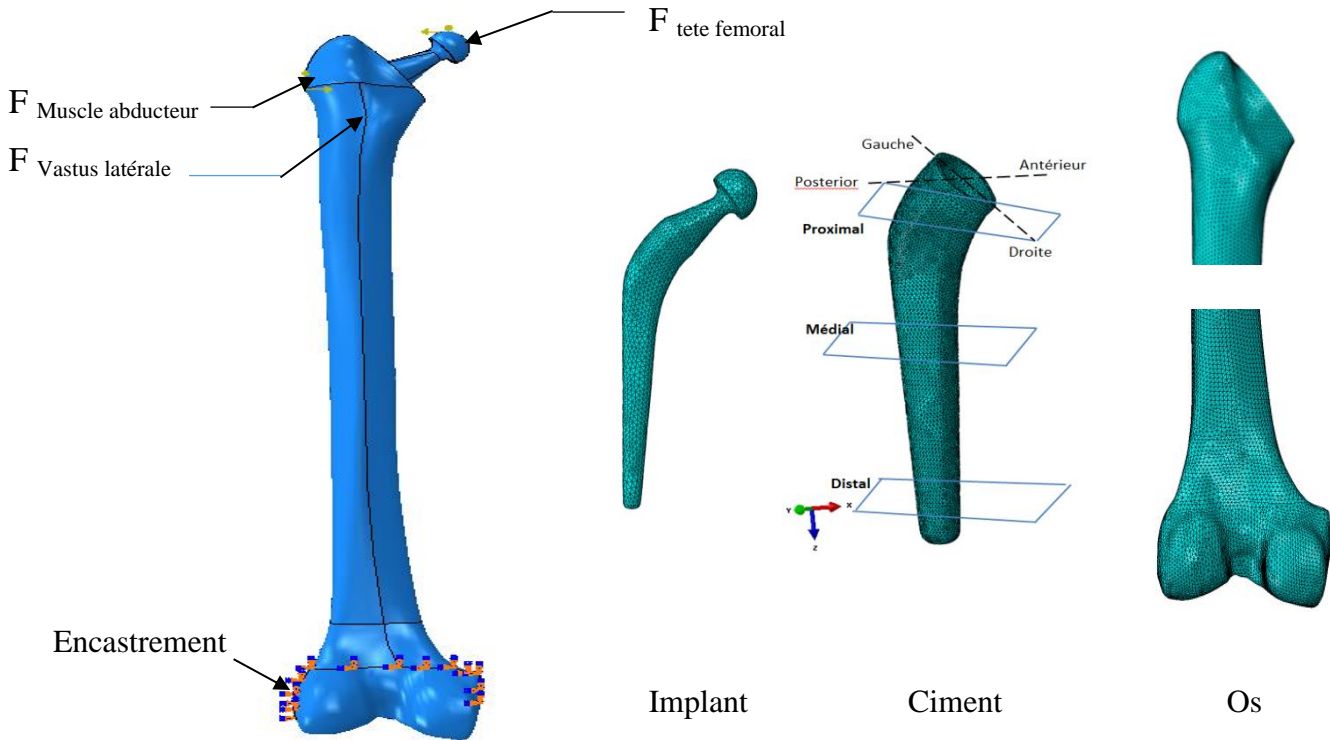 F tete femoral
F Muscle abducteur
F Vastus latérale
Gauche
Antérieur
Posterior
Proximal
Droite
Médial
Distal
Y
X
Z
Encastrement
Implant
Ciment
Os